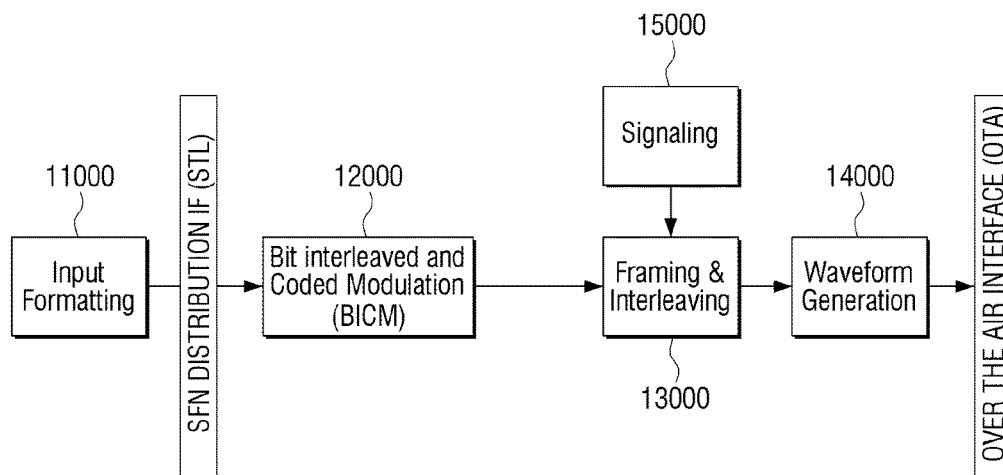 15000
Signaling
11000
Input
Formatting
SFN DISTRIBUTION IF (STL)
12000
Bit interleaved and
Coded Modulation
(BICM)
Framing &
Interleaving
13000
14000
Waveform
Generation
OVER THE AIR INTERFACE (OTA)